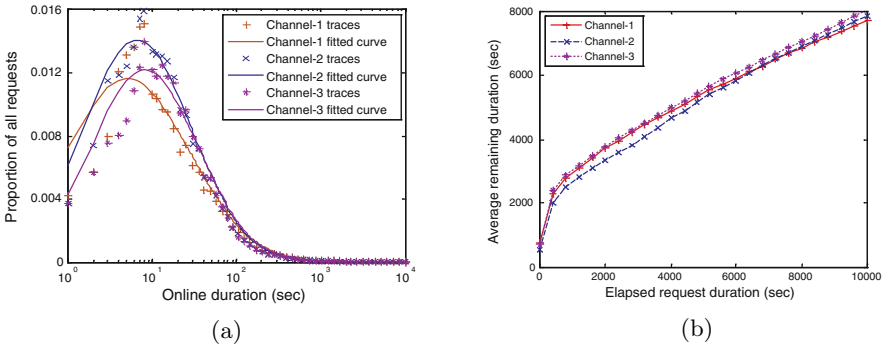 0.016
0.012
0.008
0.004
0
Proportion of all requests
Channel-1 traces
Channel-1 fitted curve
Channel-2 traces
Channel-2 fitted curve
Channel-3 traces
Channel-3 fitted curve
10^0 10^1 10^2 10^3 10^4
Online duration (sec)
(a)
8000
6000
4000
2000
0
Average remaining duration (sec)
Channel-1
Channel-2
Channel-3
0 2000 4000 6000 8000 10000
Elapsed request duration (sec)
(b)